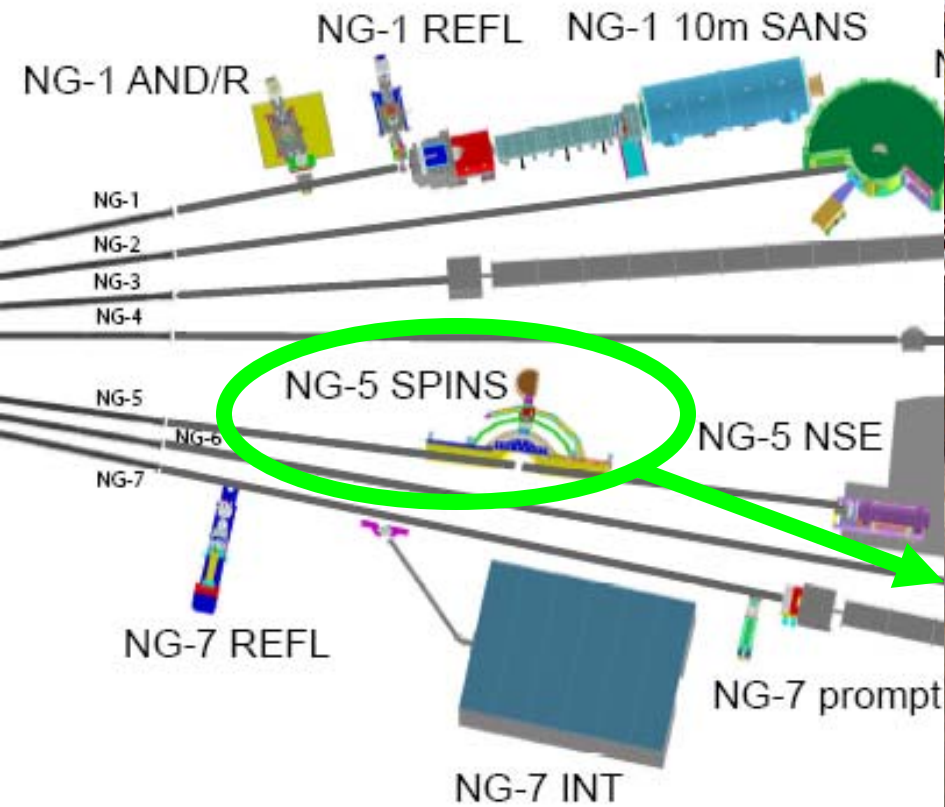 NG-1 REFL
NG-1 10m SANS
NG-1 AND/R
NG-1
NG-2
NG-3
NG-4
NG-5 SPINS
NG-5
NG-6
NG-5 NSE
NG-7
NG-7 REFL
NG-7 prompt
NG-7 INT